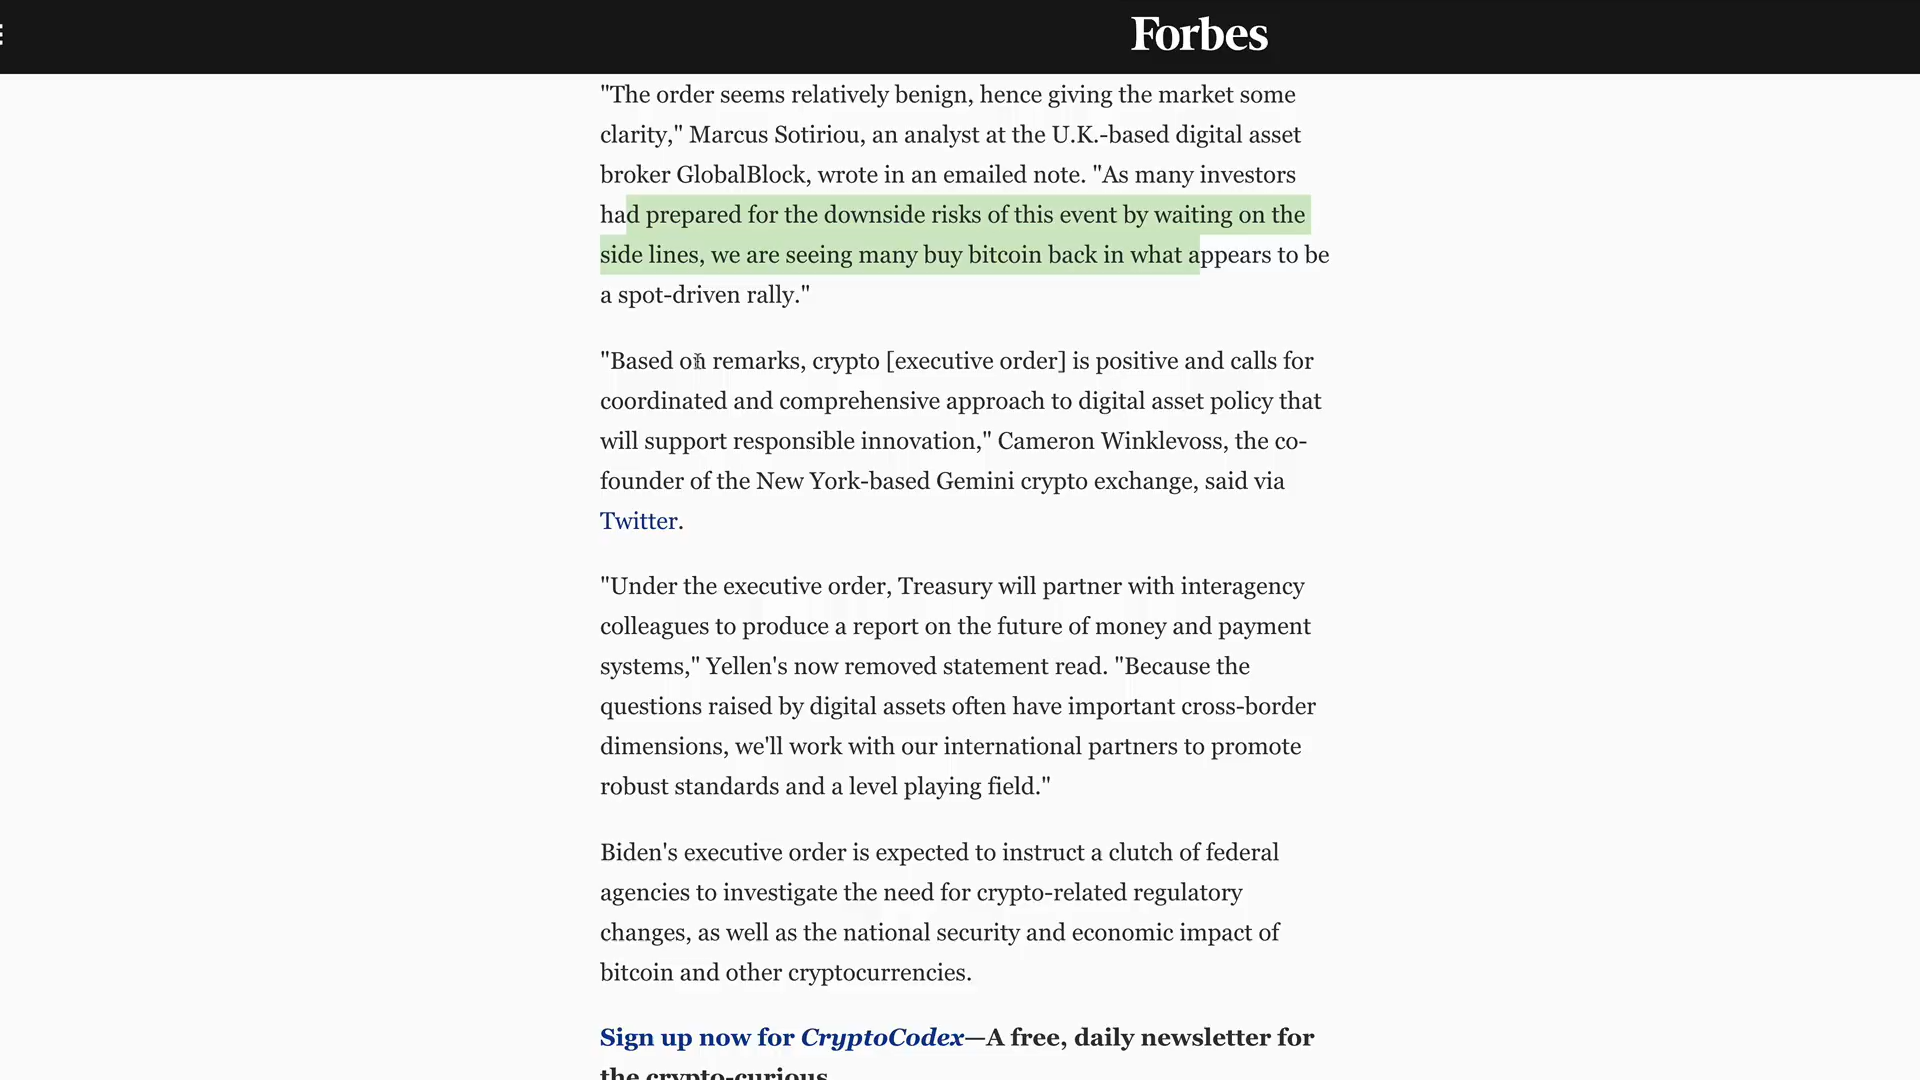 Forbes
"The order seems relatively benign, hence giving the market some
clarity," Marcus Sotiriou, an analyst at the U.K.-based digital asset
broker GlobalBlock, wrote in an emailed note. "As many investors
had prepared for the downside risks of this event by waiting on the
side lines, we are seeing many buy bitcoin back in what appears to be
a spot-driven rally."
"Based on remarks, crypto [executive order] is positive and calls for
coordinated and comprehensive approach to digital asset policy that
will support responsible innovation," Cameron Winklevoss, the co-
founder of the New York-based Gemini crypto exchange, said via
Twitter.
"Under the executive order, Treasury will partner with interagency
colleagues to produce a report on the future of money and payment
systems," Yellen's now removed statement read. "Because the
questions raised by digital assets often have important cross-border
dimensions, we'll work with our international partners to promote
robust standards and a level playing field."
Biden's executive order is expected to instruct a clutch of federal
agencies to investigate the need for crypto-related regulatory
changes, as well as the national security and economic impact of
bitcoin and other cryptocurrencies.
Sign up now for CryptoCodex—A free, daily newsletter for
the crypto-curious